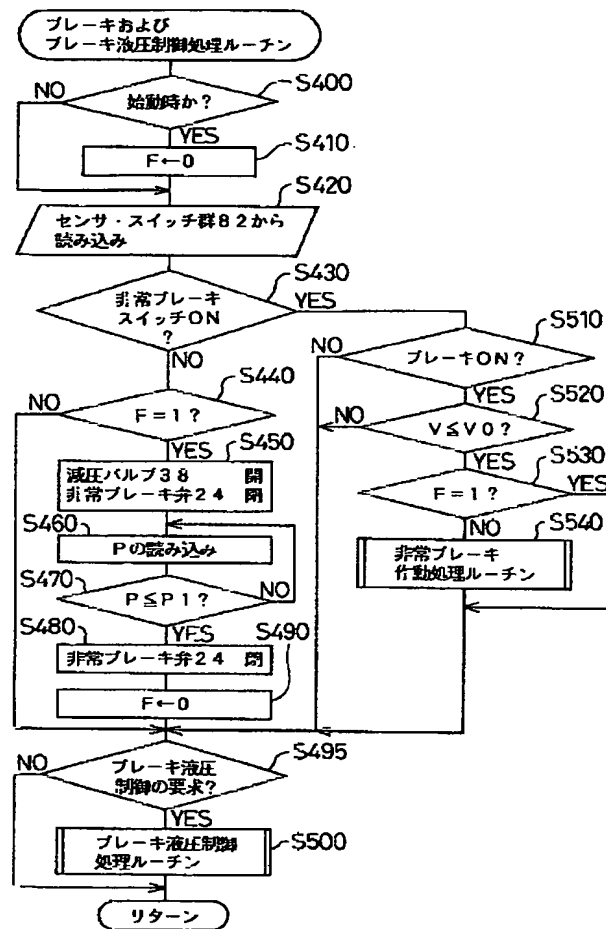 ブレーキおよび
ブレーキ液圧制御処理ルーチン
S400
NO
始動時か？
YES
S410
F←0
S420
センサ・スイッチ群82から
読み込み
S430
非常ブレーキ
スイッチON
？
YES
NO
S510
NO
ブレーキON？
YES
S440
NO
F＝1？
YES
S520
NO
V≦V0？
YES
S450
減圧バルブ38 開
非常ブレーキ弁24 閉
S530
F＝1？
YES
NO
S460
Pの読み込み
S540
非常ブレーキ
作動処理ルーチン
S470
P≦P1？
NO
YES
S480
非常ブレーキ弁24 閉
S490
F←0
S495
NO
ブレーキ液圧
制御の要求？
YES
S500
ブレーキ液圧制御
処理ルーチン
リターン